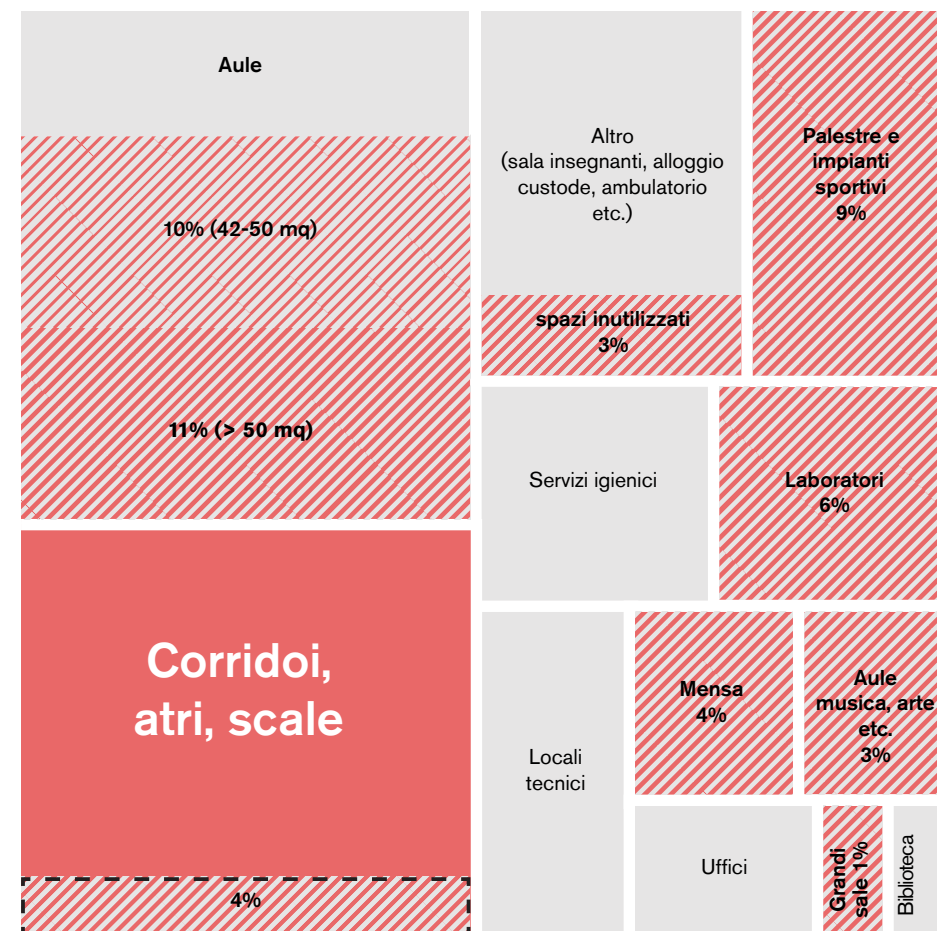 Aule
10% (42-50 mq)
11% (> 50 mq)
Corridoi,
atri, scale
4%
Altro
(sala insegnanti, alloggio
custode, ambulatorio
etc.)
spazi inutilizzati
3%
Palestre e
impianti
sportivi
9%
Servizi igienici
Laboratori
6%
Locali
tecnici
Mensa
4%
Aule
musica, arte
etc.
3%
Uffici
Grandi
sale 1%
Biblioteca